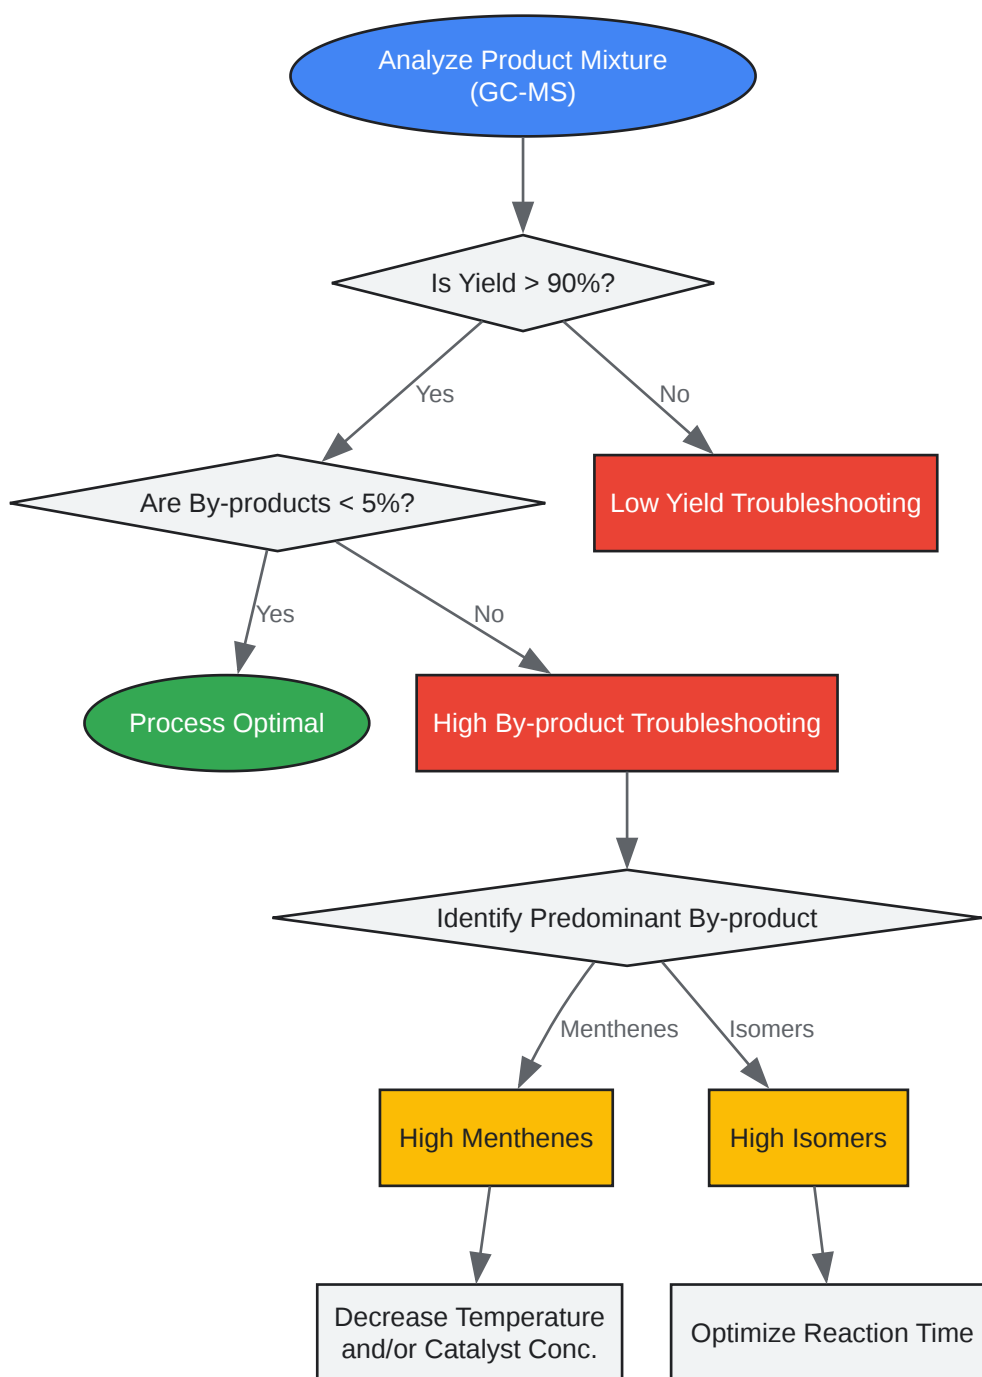 Analyze Product Mixture
(GC-MS)
Is Yield > 90%?
Yes
No
Are By-products < 5%?
Low Yield Troubleshooting
Yes
No
Process Optimal
High By-product Troubleshooting
Identify Predominant By-product
Menthenes
Isomers
High Menthenes
High Isomers
Decrease Temperature
and/or Catalyst Conc.
Optimize Reaction Time